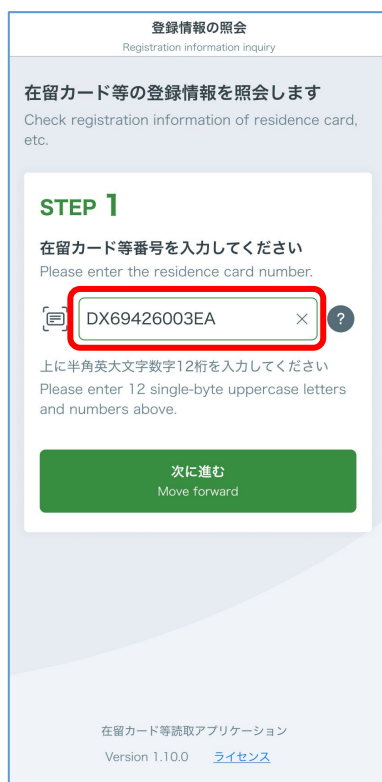 登録情報の照会
Registration information inquiry
在留カード等の登録情報を照会します
Check registration information of residence card,
etc.
STEP 1
在留カード等番号を入力してください
Please enter the residence card number.
DX69426003EA
?
上に半角英大文字数字12桁を入力してください
Please enter 12 single-byte uppercase letters
and numbers above.
次に進む
Move forward
在留カード等読取アプリケーション
Version 1.10.0 ライセンス